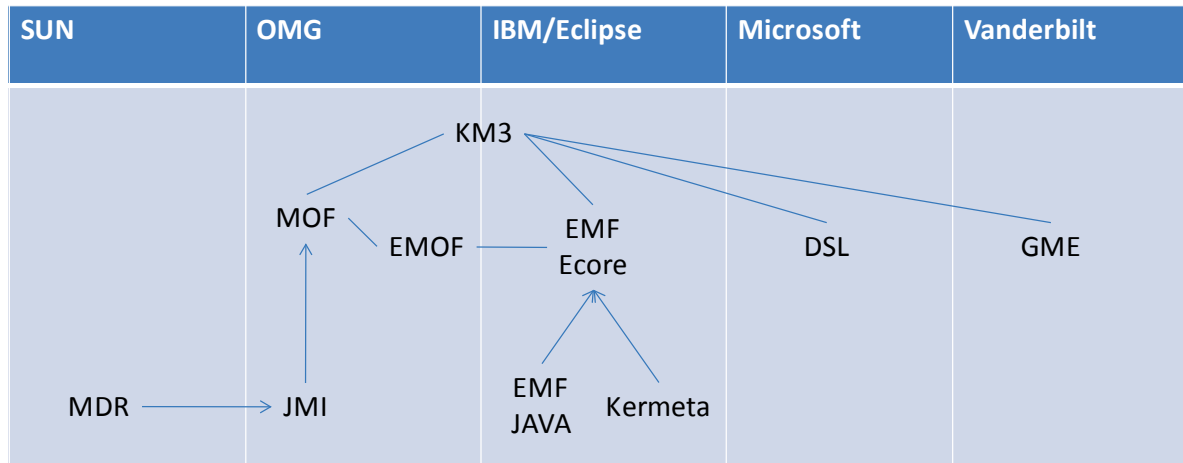 SUN OMG IBM/Eclipse Microsoft Vanderbilt
KM3
MOF
EMOF
EMF
Ecore
DSL
GME
MDR
JMI
EMF
JAVA
Kermeta